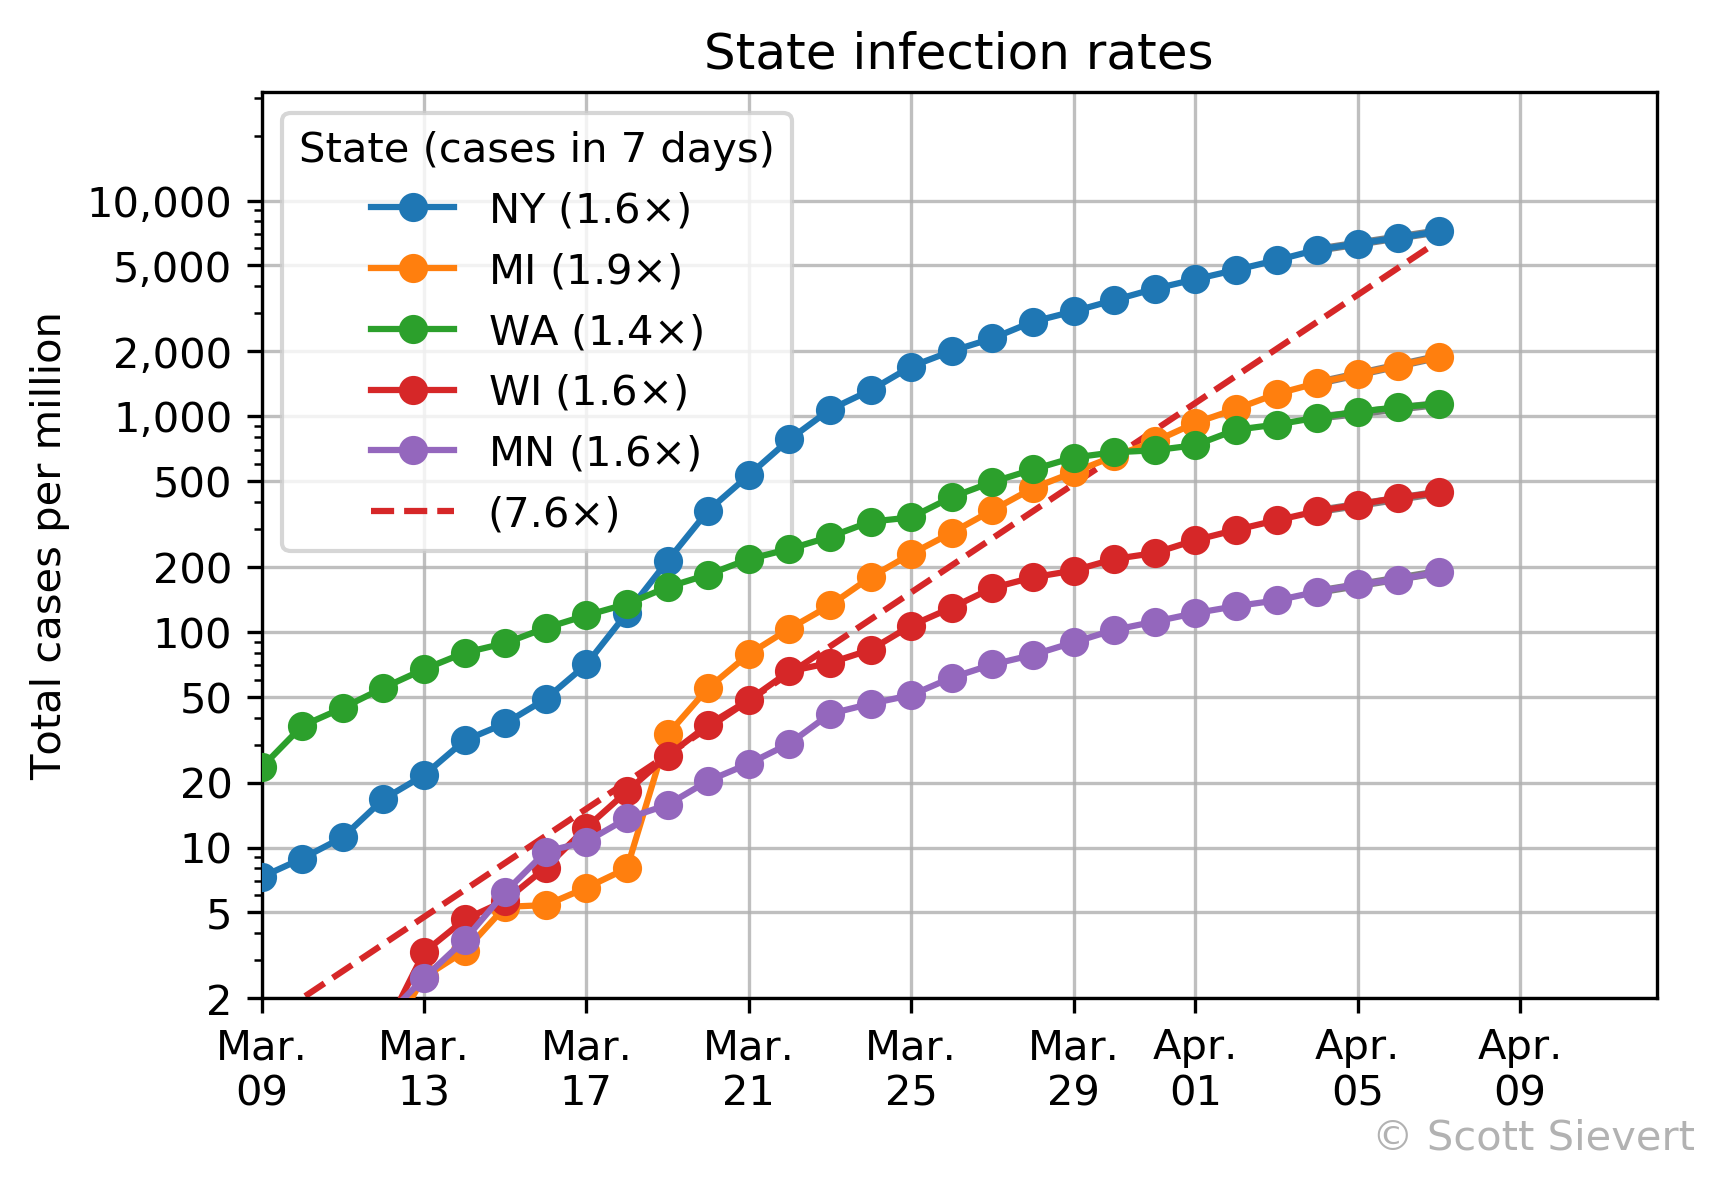 State infection rates
State (cases in 7 days)
NY (1.6×)
MI (1.9×)
WA (1.4×)
WI (1.6×)
MN (1.6×)
(7.6×)
Total cases per million
10,000
5,000
2,000
1,000
500
200
100
50
20
10
5
2
Mar. Mar. Mar. Mar. Mar. Mar. Apr. Apr. Apr.
09 13 17 21 25 29 01 05 09
© Scott Sievert